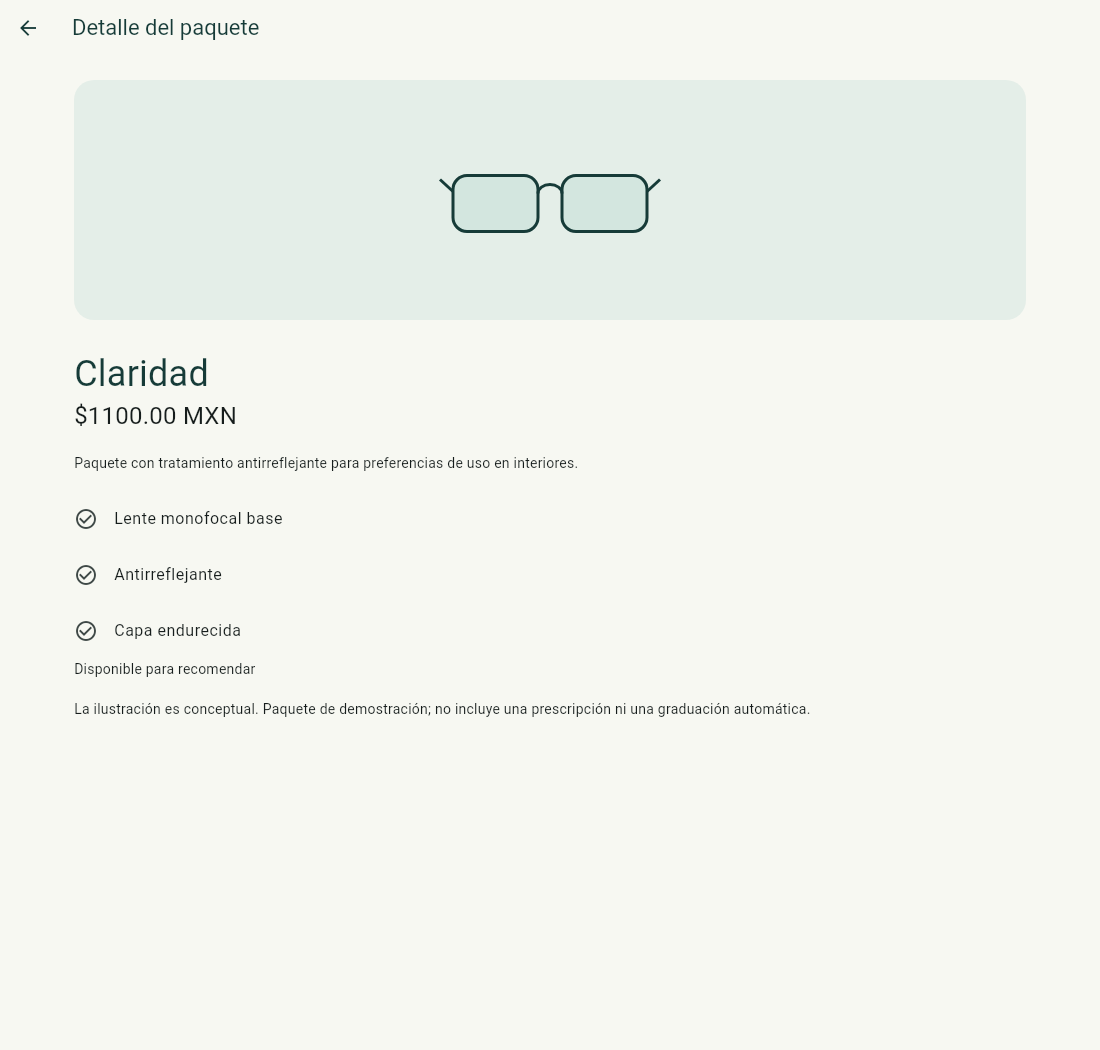 Detalle del paquete
Claridad
$1100.00 MXN
Paquete con tratamiento antirreflejante para preferencias de uso en interiores.
Lente monofocal base
Antirreflejante
Capa endurecida
Disponible para recomendar
La ilustración es conceptual. Paquete de demostración; no incluye una prescripción ni una graduación automática.